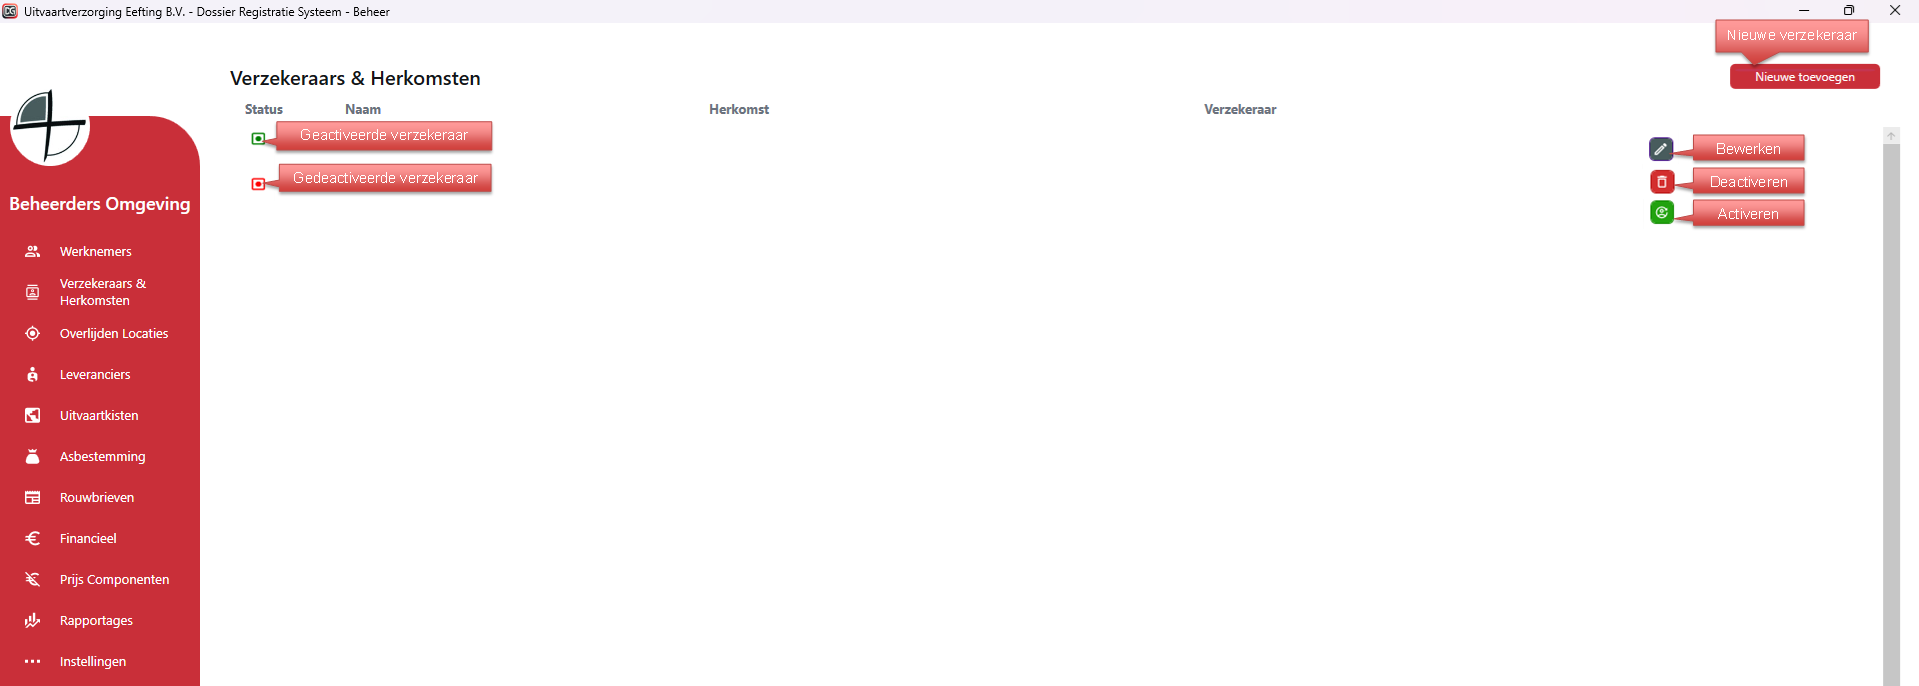 Uitvaartverzorging Eefting B.V. - Dossier Registratie Systeem - Beheer
Nieuwe verzekeraar
Verzekeraars & Herkomsten
Nieuwe toevoegen
Status Naam Herkomst Verzekeraar
Geactiveerde verzekeraar
Gedeactiveerde verzekeraar
Bewerken
Deactiveren
Activeren
Beheerders Omgeving
Werknemers
Verzekeraars &
Herkomsten
Overlijden Locaties
Leveranciers
Uitvaartkisten
Asbestemming
Rouwbrieven
Financieel
Prijs Componenten
Rapportages
Instellingen